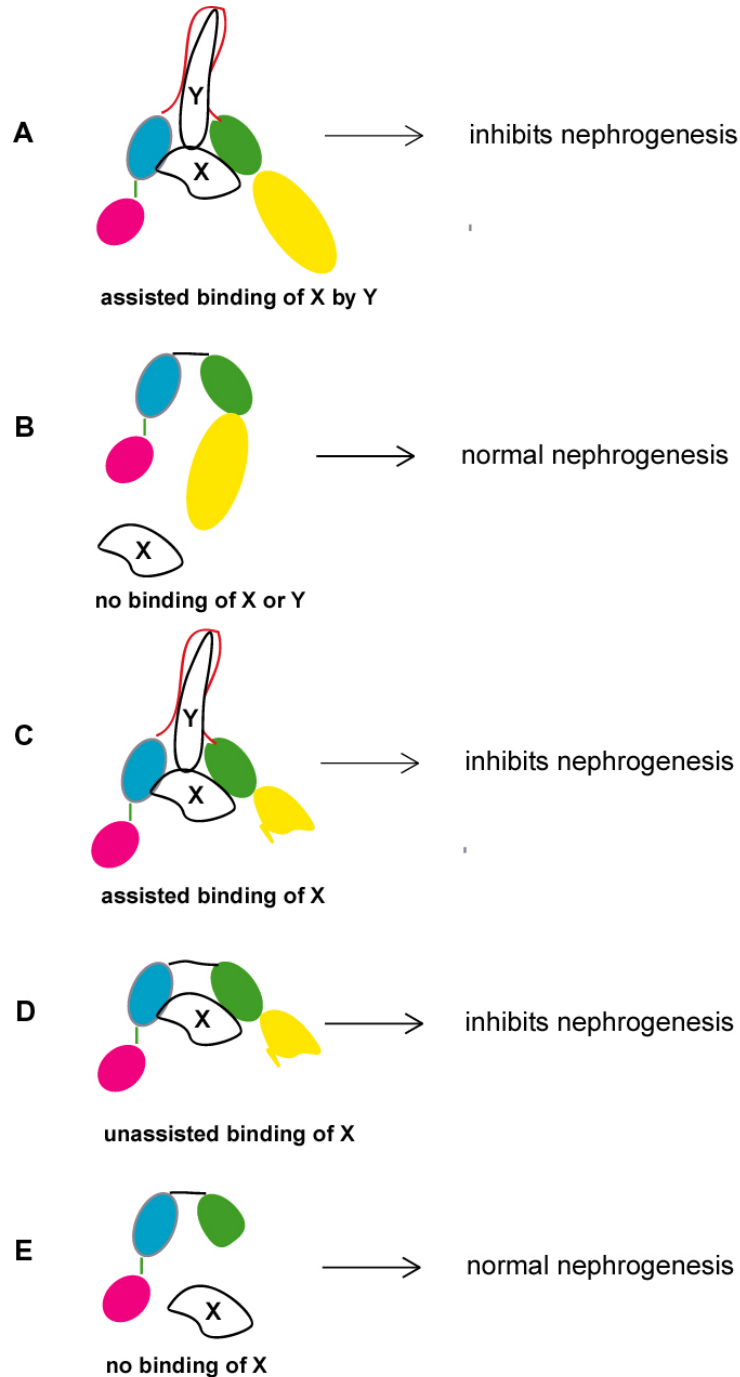 Y
A
X
inhibits nephrogenesis
assisted binding of X by Y
B
normal nephrogenesis
X
no binding of X or Y
Y
C
X
inhibits nephrogenesis
assisted binding of X
D
X
inhibits nephrogenesis
unassisted binding of X
E
normal nephrogenesis
X
no binding of X